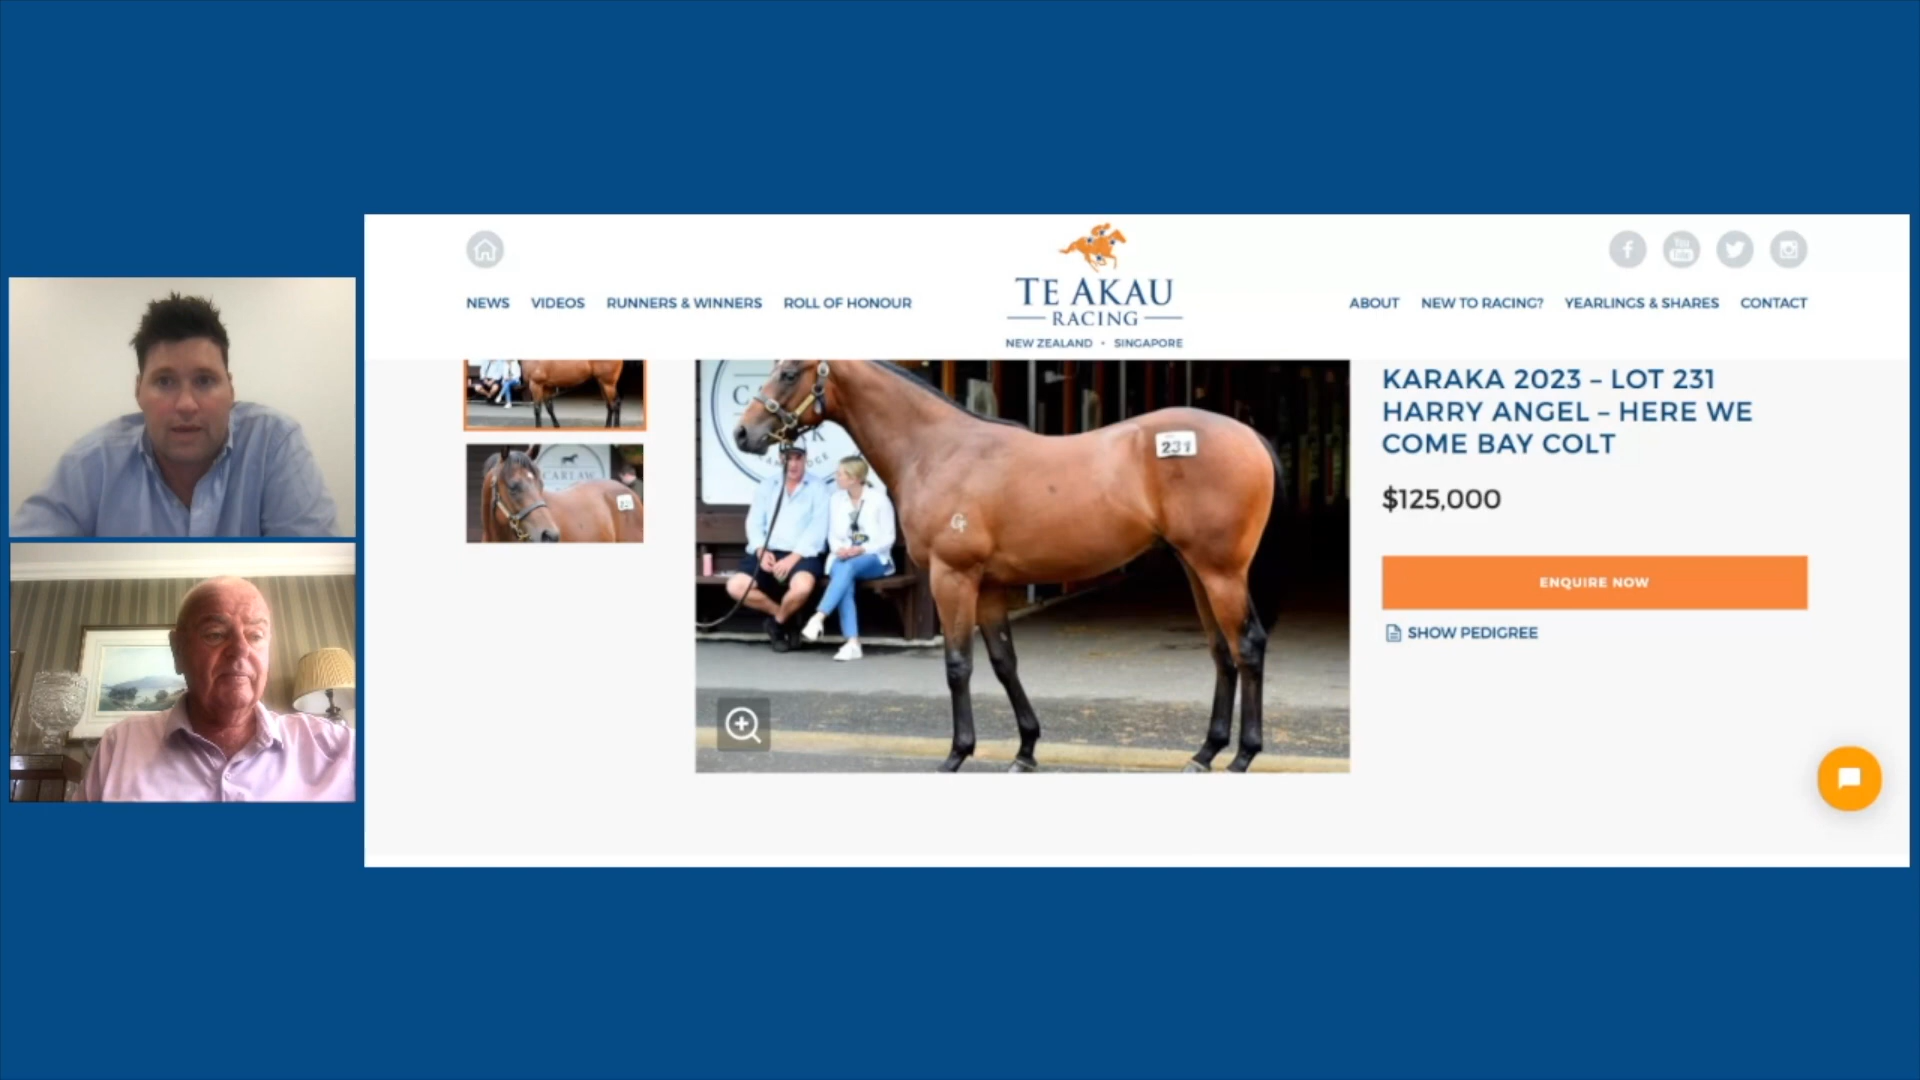 NEWS VIDEOS RUNNERS & WINNERS ROLL OF HONOUR
TE AKAU
RACING
NEW ZEALAND • SINGAPORE
ABOUT NEW TO RACING? YEARLINGS & SHARES CONTACT
You
Tube
KARAKA 2023 – LOT 231
HARRY ANGEL – HERE WE
COME BAY COLT
$125,000
ENQUIRE NOW
SHOW PEDIGREE
231
CARLAW